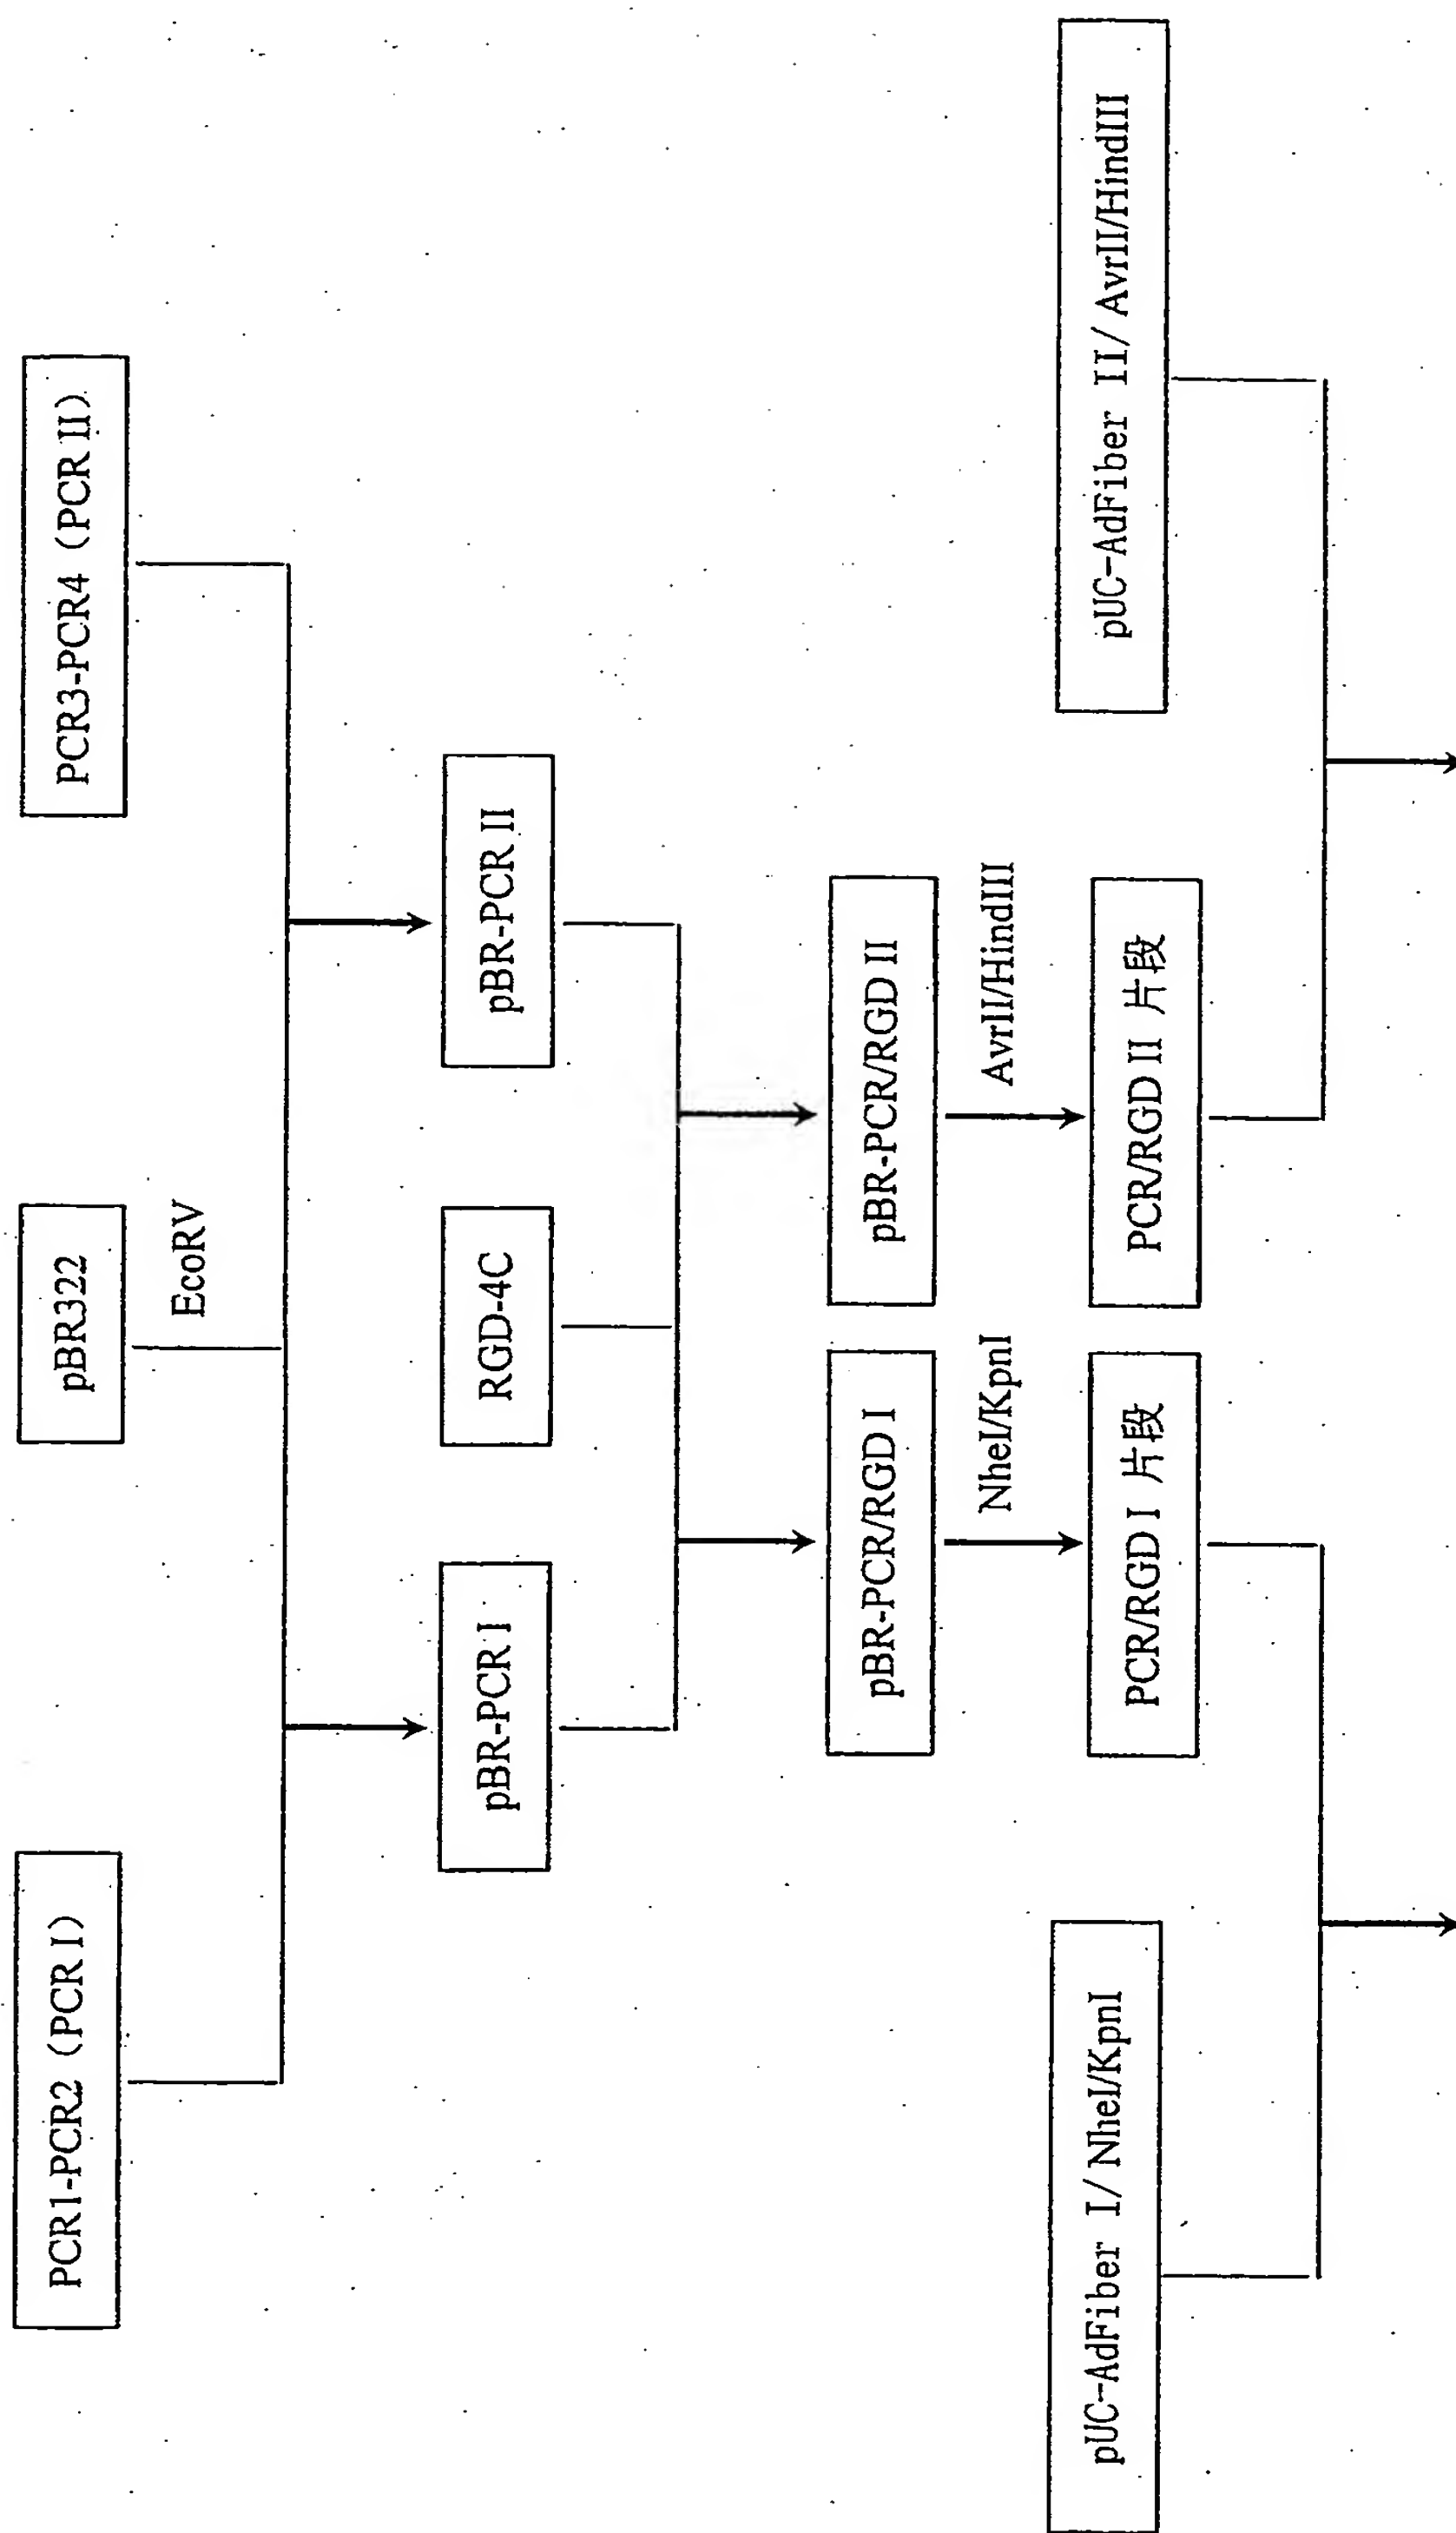 PCR1-PCR2 (PCR I)
pBR322
PCR3-PCR4 (PCR II)
EcoRV
pBR-PCR I
RGD-4C
pBR-PCR II
pBR-PCR/RGD I
pBR-PCR/RGD II
NheI/KpnI
AvrII/HindIII
pUC-AdFiber I/ NheI/KpnI
PCR/RGD I 片段
PCR/RGD II 片段
pUC-AdFiber II/ AvrII/HindIII